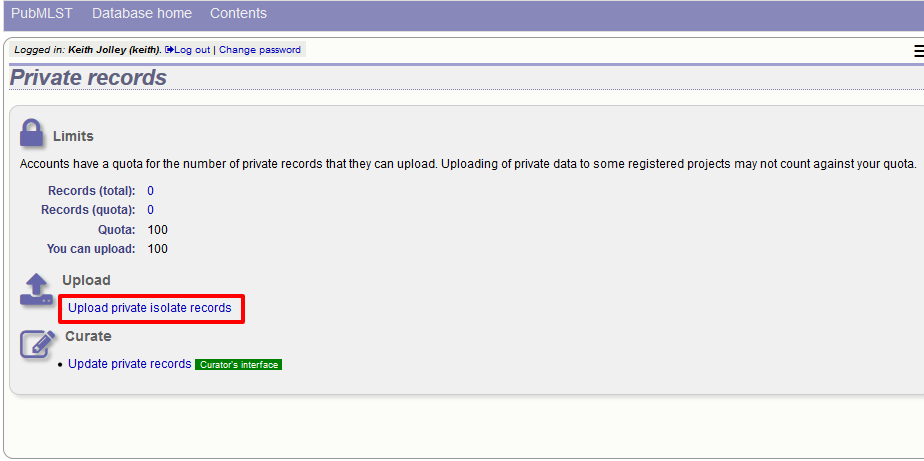 PubMLST Database home Contents
Logged in: Keith Jolley (keith). Log out | Change password
Private records
Limits
Accounts have a quota for the number of private records that they can upload. Uploading of private data to some registered projects may not count against your quota.
Records (total): 0
Records (quota): 0
Quota: 100
You can upload: 100
Upload
Upload private isolate records
Curate
• Update private records Curator's interface